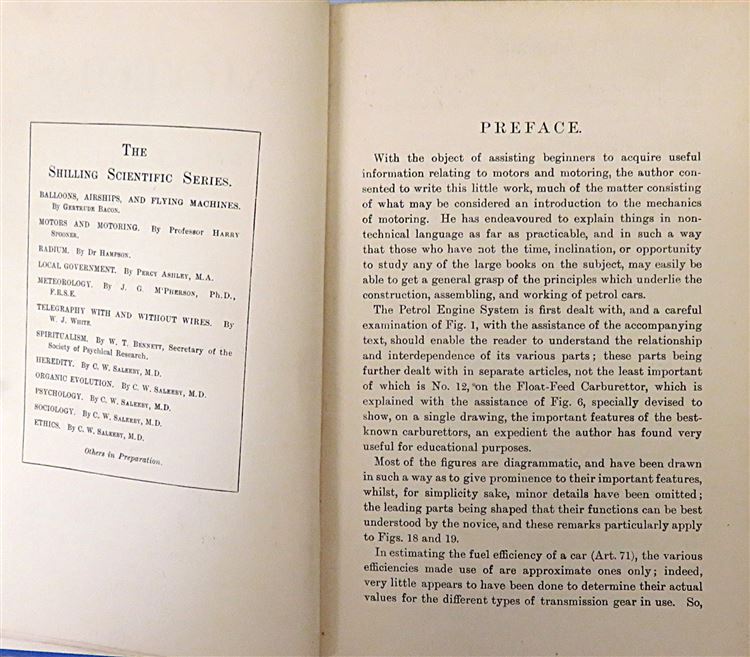 THE
SHILLING SCIENTIFIC SERIES.
BALLOONS, AIRSHIPS, AND FLYING MACHINES.
By GERTRUDE BACON.
MOTORS AND MOTORING. By Professor HARRY
SPOONER.
RADIUM. By Dr HAMPSON.
LOCAL GOVERNMENT. By PERCY ASHLEY, M.A.
METEOROLOGY. By J. G. M'PHERSON, Ph.D.,
F.R.S.E.
TELEGRAPHY WITH AND WITHOUT WIRES. By
W. J. WHITE.
SPIRITUALISM. By W. T. BENNETT, Secretary of the
Society of Psychical Research.
HEREDITY. By C. W. SALEEBY, M.D.
ORGANIC EVOLUTION. By C. W. SALEEBY, M.D.
PSYCHOLOGY. By C. W. SALEEBY, M.D.
SOCIOLOGY. By C. W. SALEEBY, M.D.
ETHICS. By C. W. SALEEBY, M.D.
Others in Preparation.
PREFACE.
With the object of assisting beginners to acquire useful
information relating to motors and motoring, the author con-
sented to write this little work, much of the matter consisting
of what may be considered an introduction to the mechanics
of motoring. He has endeavoured to explain things in non-
technical language as far as practicable, and in such a way
that those who have not the time, inclination, or opportunity
to study any of the large books on the subject, may easily be
able to get a general grasp of the principles which underlie the
construction, assembling, and working of petrol cars.
The Petrol Engine System is first dealt with, and a careful
examination of Fig. 1, with the assistance of the accompanying
text, should enable the reader to understand the relationship
and interdependence of its various parts; these parts being
further dealt with in separate articles, not the least important
of which is No. 12, on the Float-Feed Carburettor, which is
explained with the assistance of Fig. 6, specially devised to
show, on a single drawing, the important features of the best-
known carburettors, an expedient the author has found very
useful for educational purposes.
Most of the figures are diagrammatic, and have been drawn
in such a way as to give prominence to their important features,
whilst, for simplicity sake, minor details have been omitted;
the leading parts being shaped that their functions can be best
understood by the novice, and these remarks particularly apply
to Figs. 18 and 19.
In estimating the fuel efficiency of a car (Art. 71), the various
efficiencies made use of are approximate ones only; indeed,
very little appears to have been done to determine their actual
values for the different types of transmission gear in use. So,